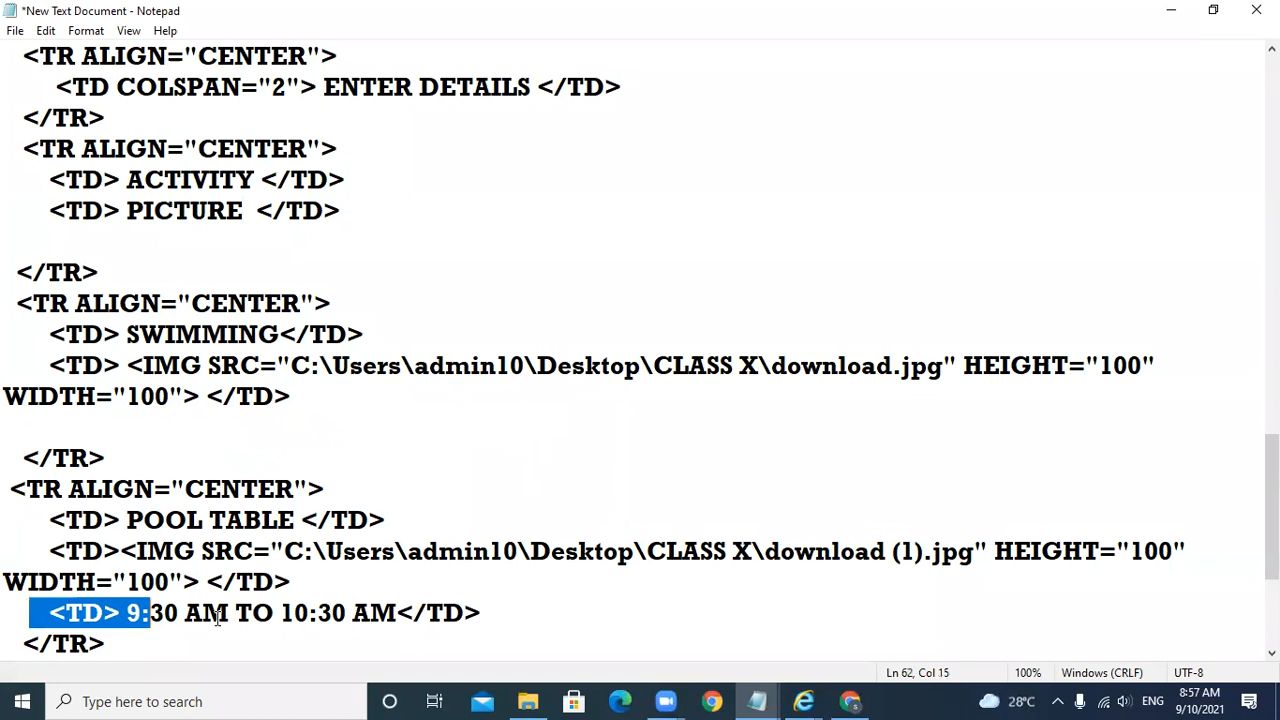 *New Text Document - Notepad
File Edit Format View Help
<TR ALIGN="CENTER">
<TD COLSPAN="2"> ENTER DETAILS </TD>
</TR>
<TR ALIGN="CENTER">
<TD> ACTIVITY </TD>
<TD> PICTURE  </TD>
</TR>
<TR ALIGN="CENTER">
<TD> SWIMMING</TD>
<TD> <IMG SRC="C:\Users\admin10\Desktop\CLASS X\download.jpg" HEIGHT="100"
WIDTH="100"> </TD>
</TR>
<TR ALIGN="CENTER">
<TD> POOL TABLE </TD>
<TD><IMG SRC="C:\Users\admin10\Desktop\CLASS X\download (1).jpg" HEIGHT="100"
WIDTH="100"> </TD>
<TD> 9:30 AM TO 10:30 AM</TD>
</TR>
Ln 62, Col 15 100% Windows (CRLF) UTF-8
Type here to search 28°C ENG 8:57 AM
9/10/2021